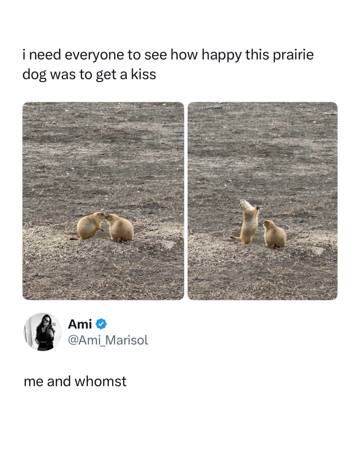 i need everyone to see how happy this prairie
dog was to get a kiss
Ami
@Ami_Marisol
me and whomst